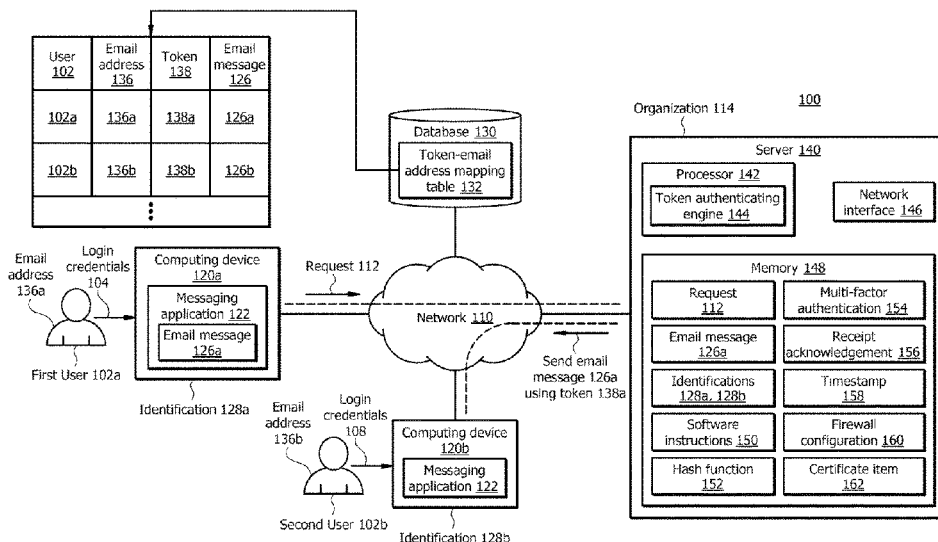 User
102
Email
address
136
Token
138
Email
message
126
102a
136a
138a
126a
102b
136b
138b
126b
Database 130
Token-email
address mapping
table 132
Organization 114
100
Server 140
Processor 142
Token authenticating
engine 144
Network
interface 146
Memory 148
Request
112
Multi-factor
authentication 154
Email message
126a
Receipt
acknowledgement 156
Identifications
128a, 128b
Timestamp
158
Software
instructions 150
Firewall
configuration 160
Hash function
152
Certificate item
162
Email
address
136a
Login
credentials
104
First User 102a
Computing device
120a
Messaging
application 122
Email message
126a
Identification 128a
Request 112
Network 110
Send email
message 126a
using token 138a
Email
address
136b
Login
credentials
108
Second User 102b
Computing device
120b
Messaging
application 122
Identification 128b